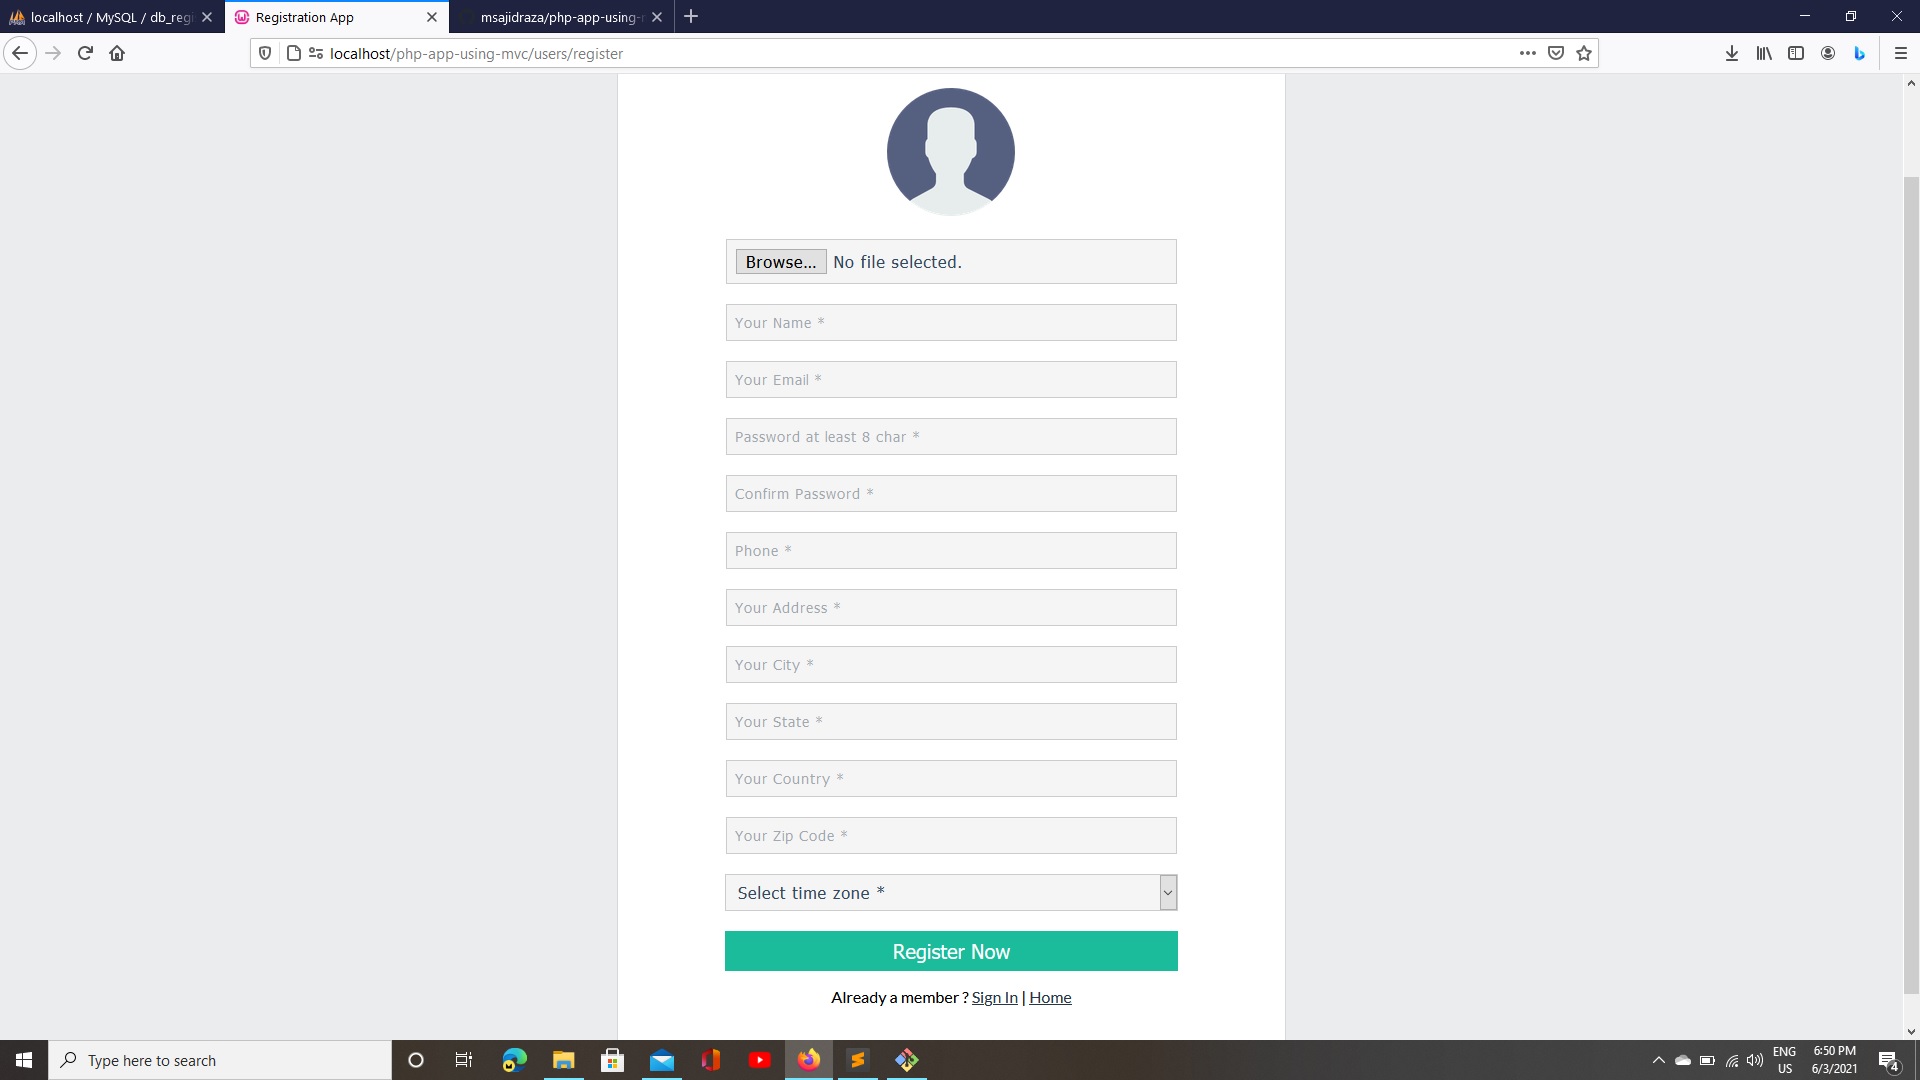 localhost / MySQL / db_regi
Registration App
msajidraza/php-app-using-
localhost/php-app-using-mvc/users/register
Browse... No file selected.
Your Name *
Your Email *
Password at least 8 char *
Confirm Password *
Phone *
Your Address *
Your City *
Your State *
Your Country *
Your Zip Code *
Select time zone *
Register Now
Already a member ? Sign In | Home
Type here to search
ENG
US
6:50 PM
6/3/2021
4